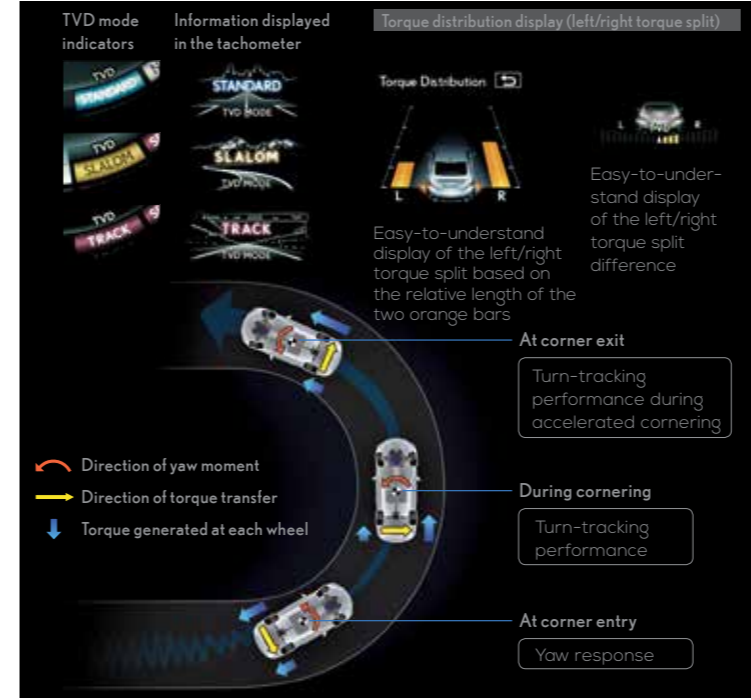 TVD mode
indicators
Information displayed
in the tachometer
Torque distribution display (left/right torque split)
TVD
STANDARD
STANDARD
TVD MODE
TVD
SLALOM
SLALOM
TVD MODE
TVD
TRACK
TRACK
TVD MODE
Torque Distribution
L
R
Easy-to-understand
display of the left/right
torque split based on
the relative length of the
two orange bars
L
R
TVD
Easy-to-under-
stand display
of the left/right
torque split
difference
At corner exit
Turn-tracking
performance during
accelerated cornering
Direction of yaw moment
Direction of torque transfer
Torque generated at each wheel
During cornering
Turn-tracking
performance
At corner entry
Yaw response